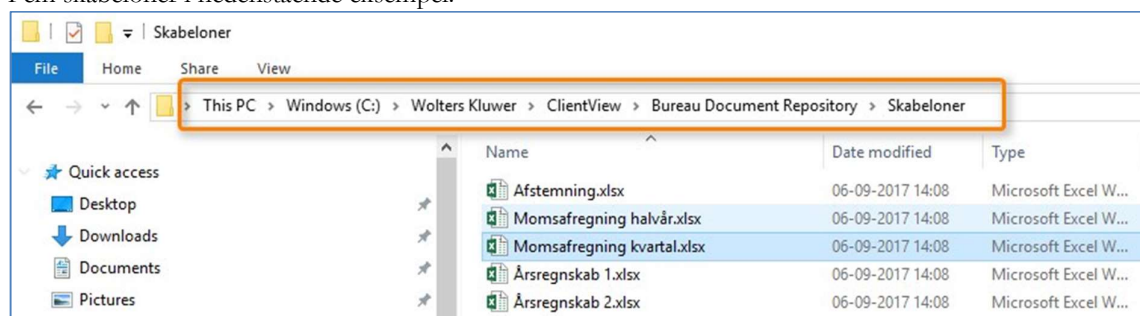 Fem skabeloner i nedenstående eksempel.
Skabeloner
File Home Share View
This PC > Windows (C:) > Wolters Kluwer > ClientView > Bureau Document Repository > Skabeloner
Name Date modified Type
Quick access
Desktop
Downloads
Documents
Pictures
Afstemning.xlsx 06-09-2017 14:08 Microsoft Excel W...
Momsafregning halvår.xlsx 06-09-2017 14:08 Microsoft Excel W...
Momsafregning kvartal.xlsx 06-09-2017 14:08 Microsoft Excel W...
Årsregnskab 1.xlsx 06-09-2017 14:08 Microsoft Excel W...
Årsregnskab 2.xlsx 06-09-2017 14:08 Microsoft Excel W...